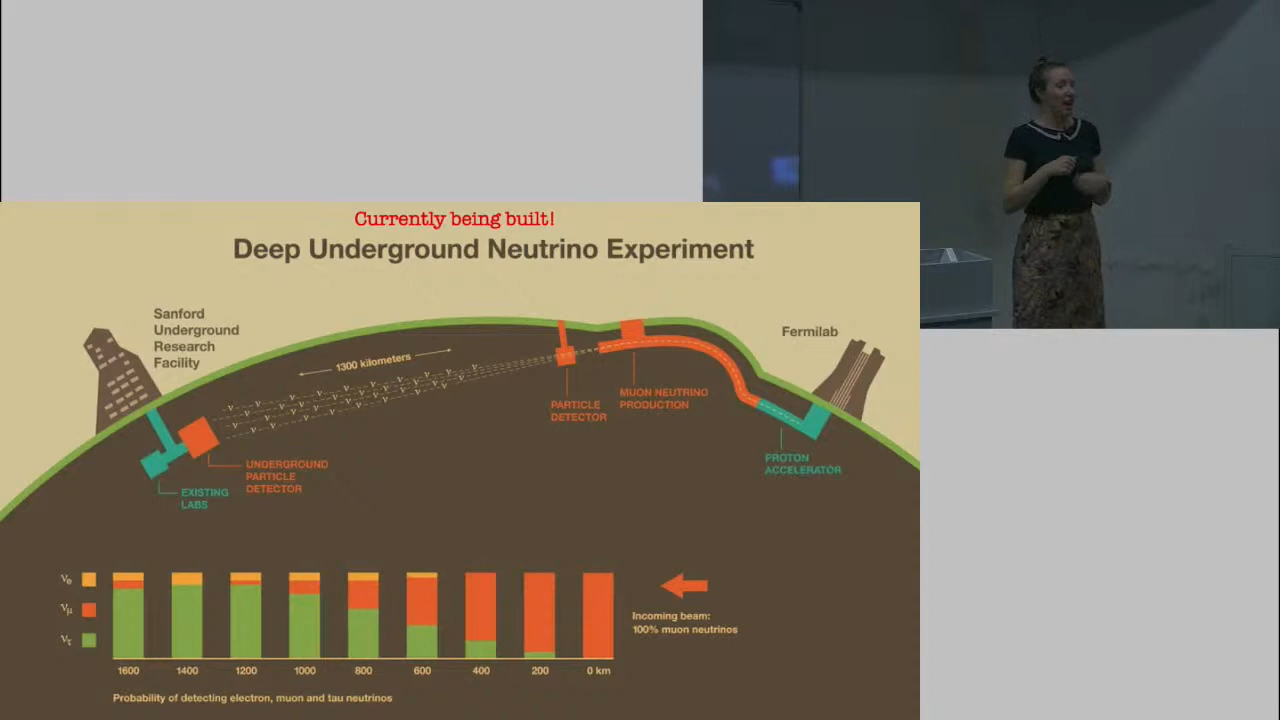 Currently being built!
Deep Underground Neutrino Experiment
Sanford
Underground
Research
Facility
Fermilab
1300 kilometers
ν ν ν ν ν ν ν
ν ν ν ν ν ν ν
ν ν ν ν ν ν
ν ν
PARTICLE
DETECTOR
MUON NEUTRINO
PRODUCTION
PROTON
ACCELERATOR
UNDERGROUND
PARTICLE
DETECTOR
EXISTING
LABS
νe
νμ
ντ
Incoming beam:
100% muon neutrinos
1600 1400 1200 1000 800 600 400 200 0 km
Probability of detecting electron, muon and tau neutrinos